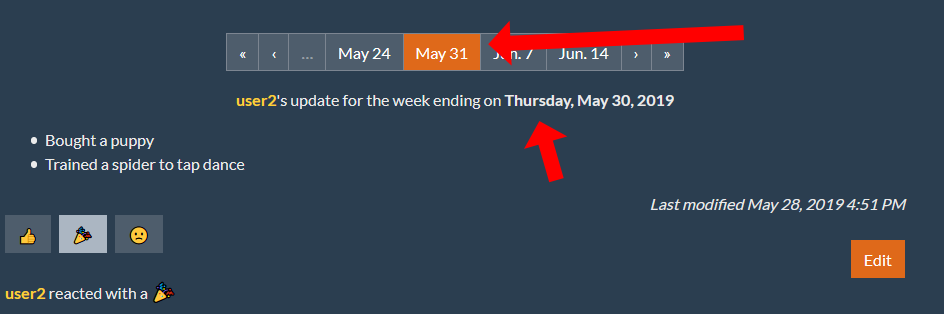 « ‹ ... May 24 May 31 Jun. 7 Jun. 14 › »
user2's update for the week ending on Thursday, May 30, 2019
Bought a puppy
Trained a spider to tap dance
Last modified May 28, 2019 4:51 PM
Edit
user2 reacted with a